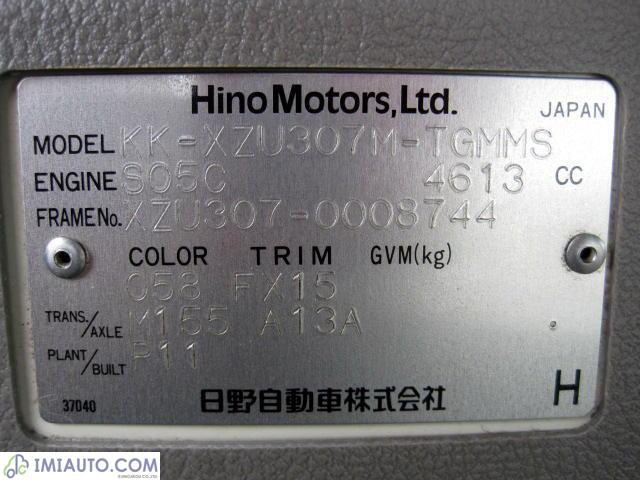 Hino Motors, Ltd.
JAPAN
MODEL KK-XZU307M-TGMMS
ENGINE S05C 4613 CC
FRAME No. XZU307-0008744
COLOR TRIM GVM(kg)
058 FX15
TRANS./AXLE M155 A13A
PLANT/BUILT P11
37040
日野自動車株式会社
H
IMIAUTO.COM